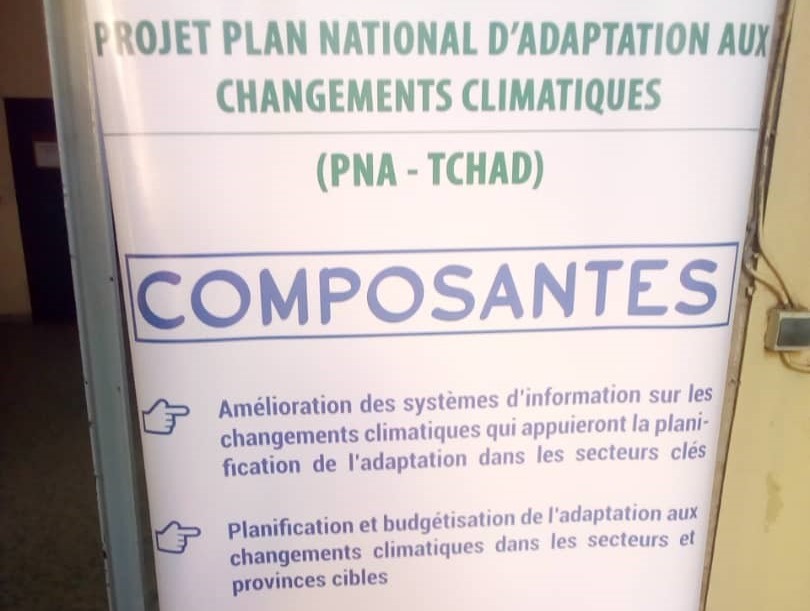 PROJET PLAN NATIONAL D'ADAPTATION AUX
CHANGEMENTS CLIMATIQUES
(PNA - TCHAD)
COMPOSANTES
Amélioration des systèmes d'information sur les
changements climatiques qui appuieront la plani-
fication de l'adaptation dans les secteurs clés
Planification et budgétisation de l'adaptation aux
changements climatiques dans les secteurs et
provinces cibles